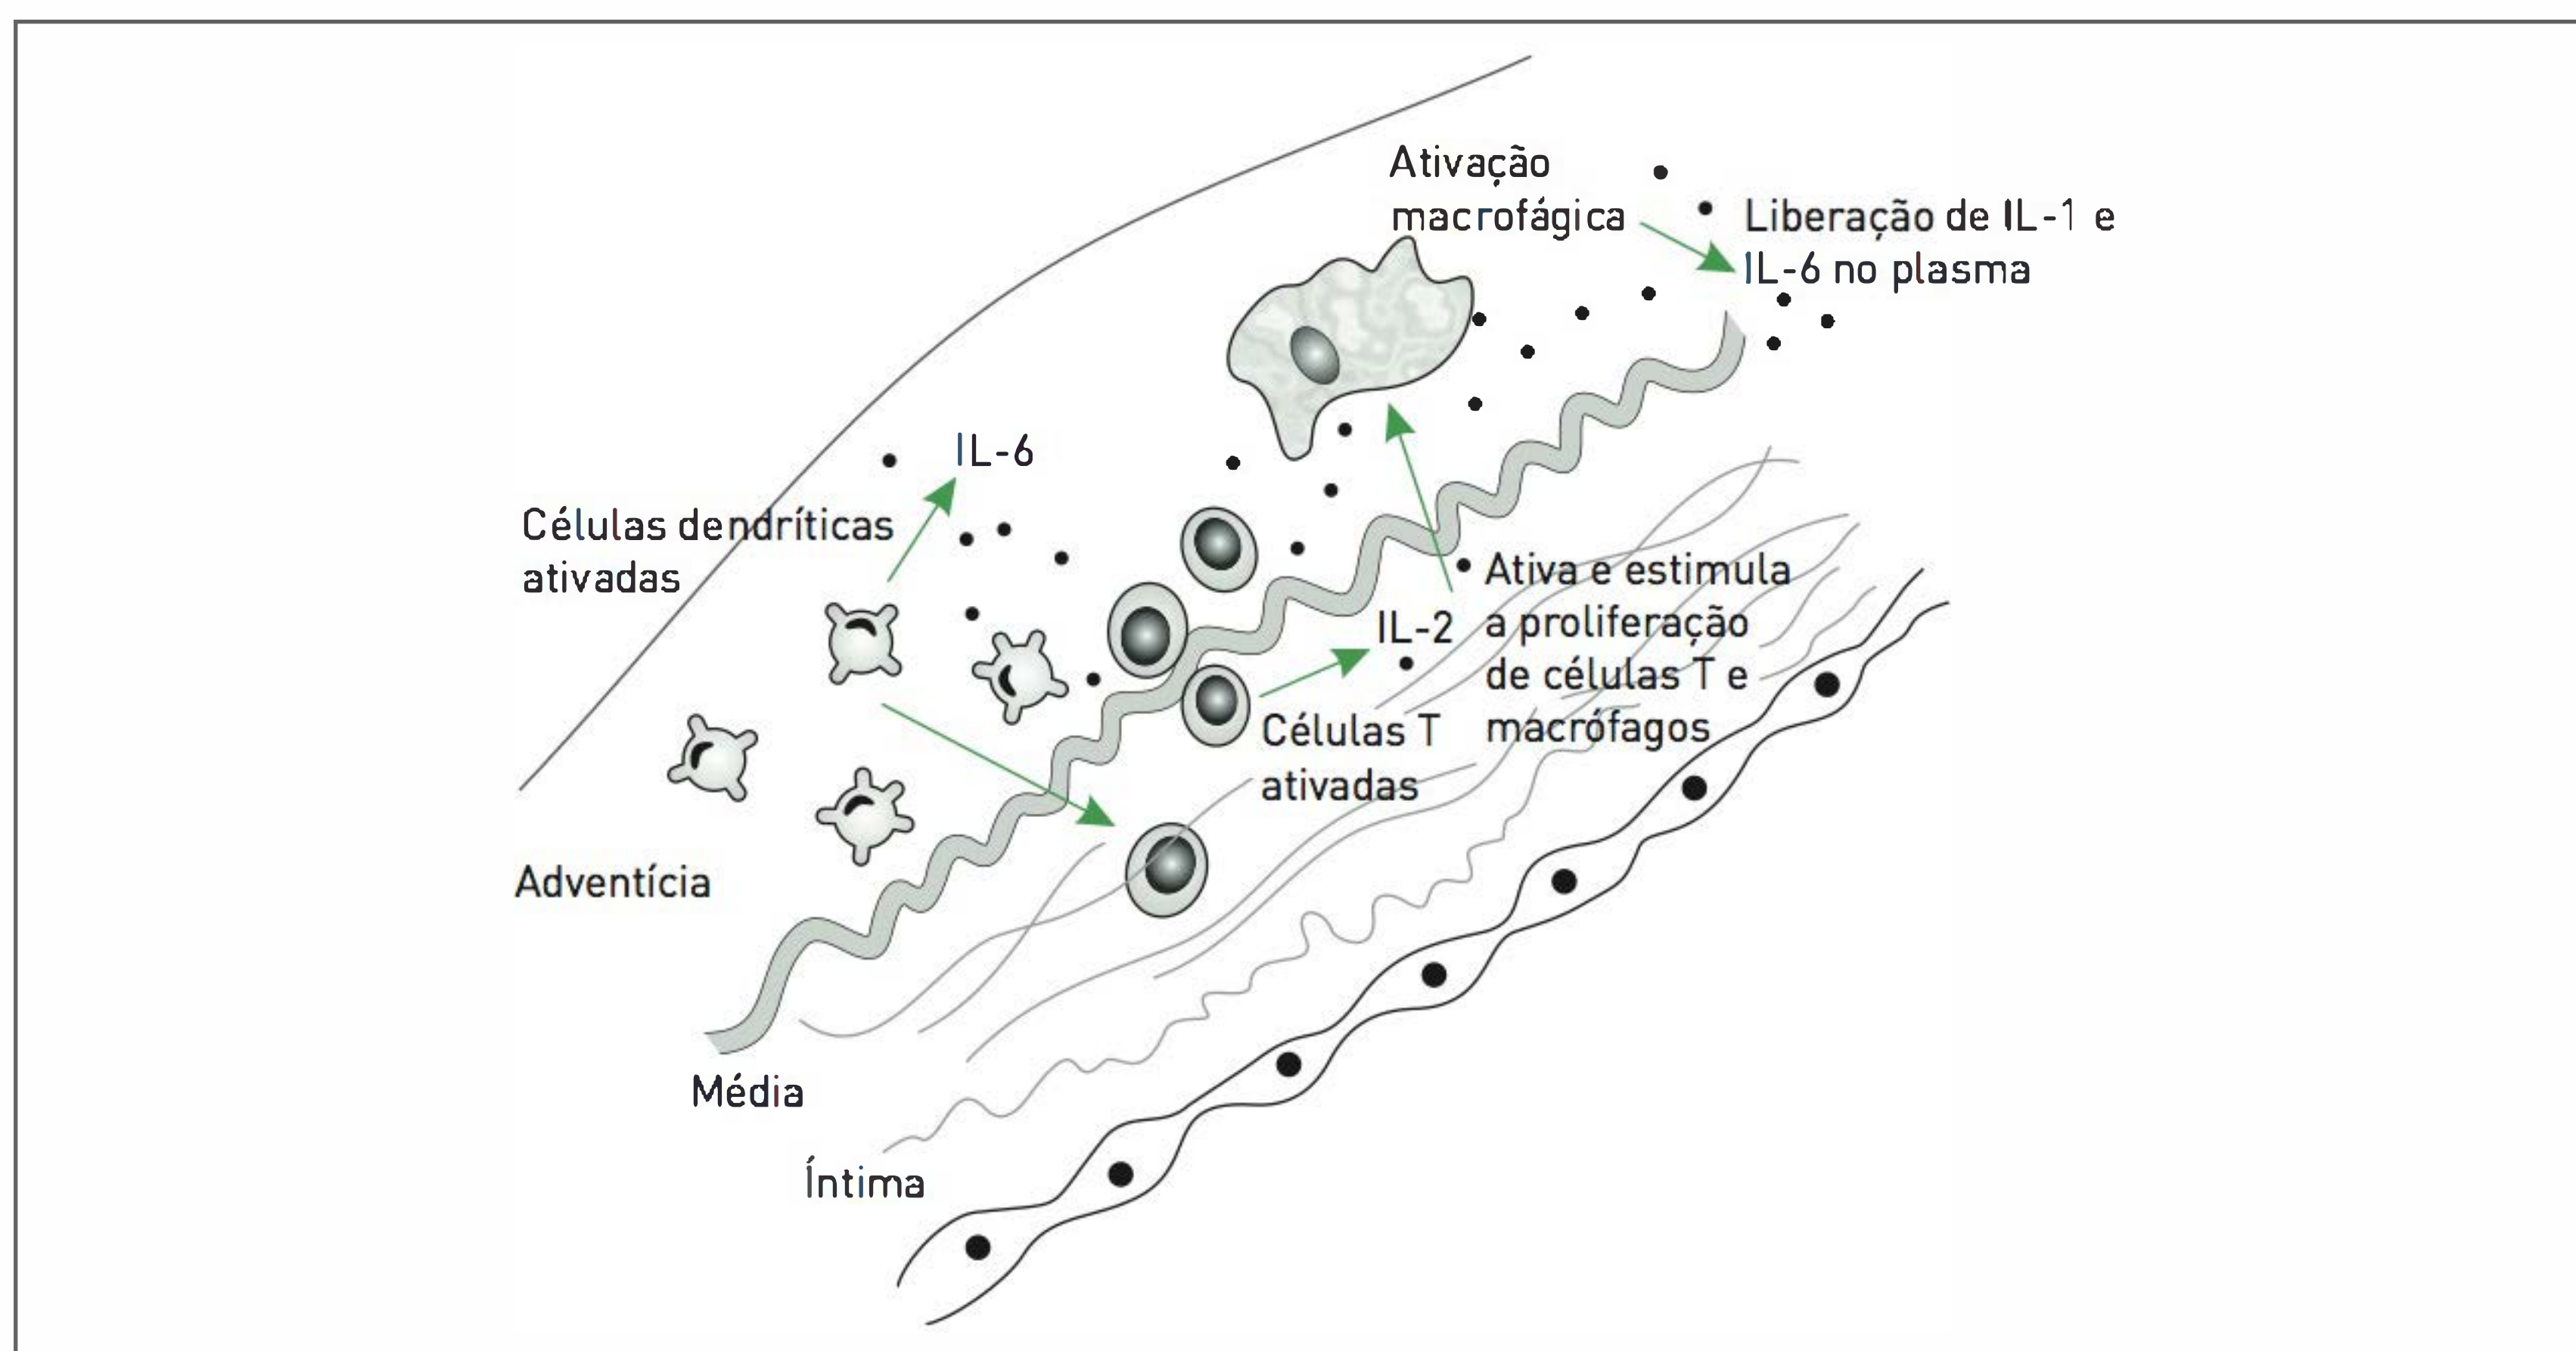 Ativação
macrofágica
Liberação de IL-1 e
IL-6 no plasma
IL-6
Células dendríticas
ativadas
IL-2
Ativa e estimula
a proliferação
de células T e
macrófagos
Células T
ativadas
Adventícia
Média
Íntima